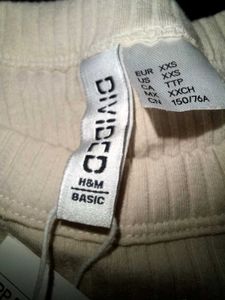 DIVIDED
H&M
BASIC
EUR XXS
US XXS
CA TTP
MX XXCH
CN 150/76A